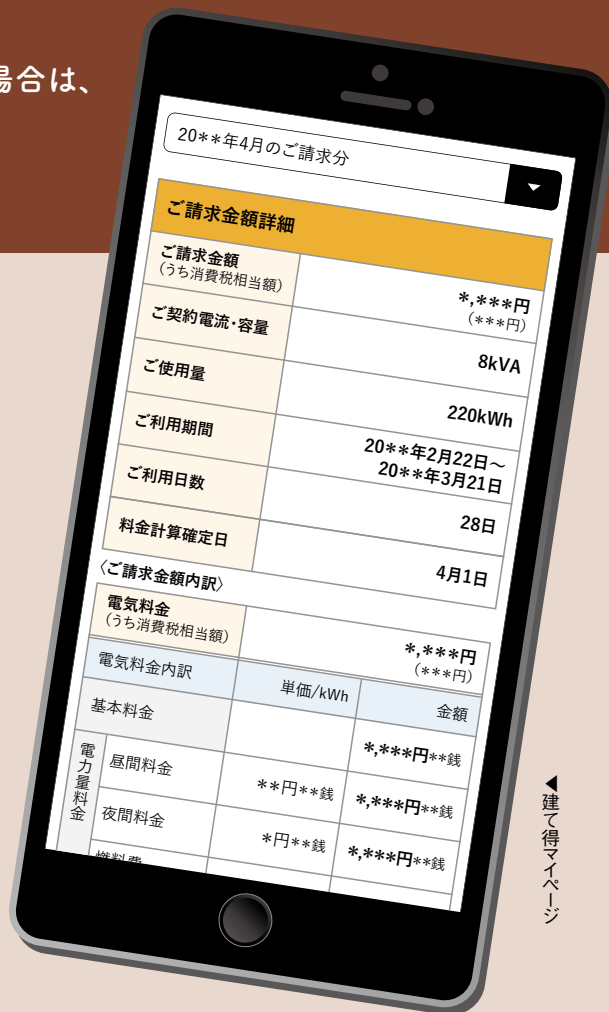 場合は、
20**年4月のご請求分
ご請求金額詳細
ご請求金額
(うち消費税相当額)
*,***円
(***円)
ご契約電流・容量
8kVA
ご使用量
220kWh
ご利用期間
20**年2月22日~
20**年3月21日
ご利用日数
28日
料金計算確定日
4月1日
〈ご請求金額内訳〉
電気料金
(うち消費税相当額)
*,***円
(***円)
電気料金内訳
単価/kWh
金額
基本料金
*,***円**銭
電力量料金
昼間料金
**円**銭
*,***円**銭
夜間料金
*円**銭
*,***円**銭
燃料費
◀建て得マイページ